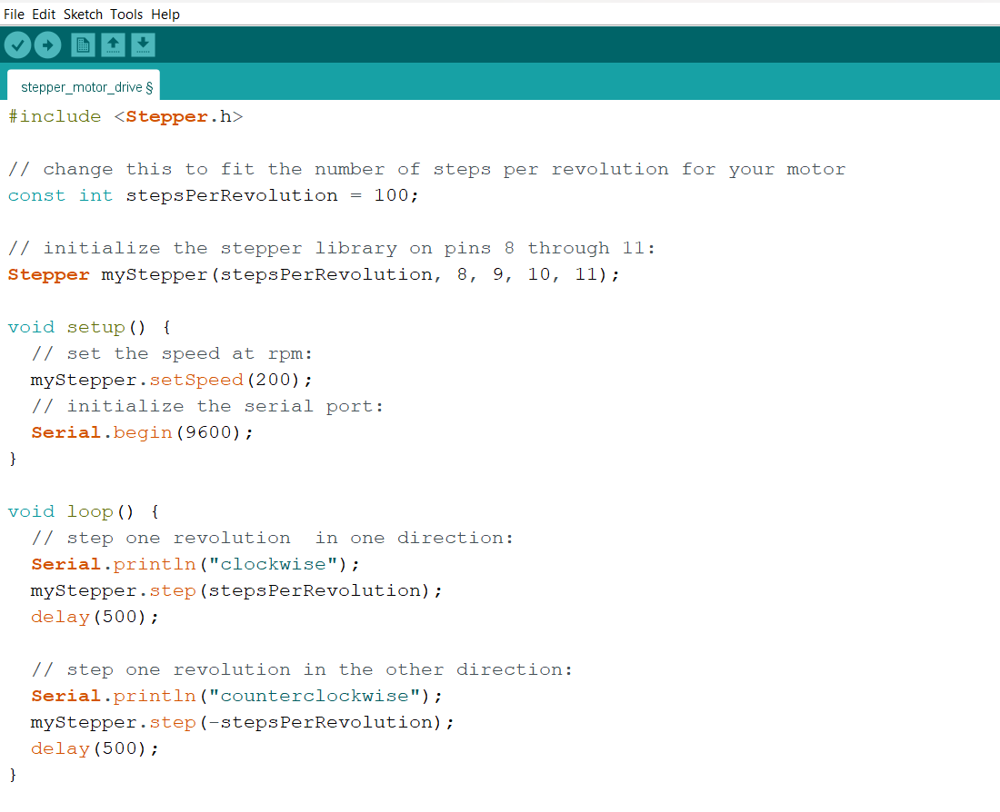 File Edit Sketch Tools Help
stepper_motor_drive §
#include <Stepper.h>
// change this to fit the number of steps per revolution for your motor
const int stepsPerRevolution = 100;
// initialize the stepper library on pins 8 through 11:
Stepper myStepper(stepsPerRevolution, 8, 9, 10, 11);
void setup() {
  // set the speed at rpm:
  myStepper.setSpeed(200);
  // initialize the serial port:
  Serial.begin(9600);
}
void loop() {
  // step one revolution  in one direction:
  Serial.println("clockwise");
  myStepper.step(stepsPerRevolution);
  delay(500);
  // step one revolution in the other direction:
  Serial.println("counterclockwise");
  myStepper.step(-stepsPerRevolution);
  delay(500);
}